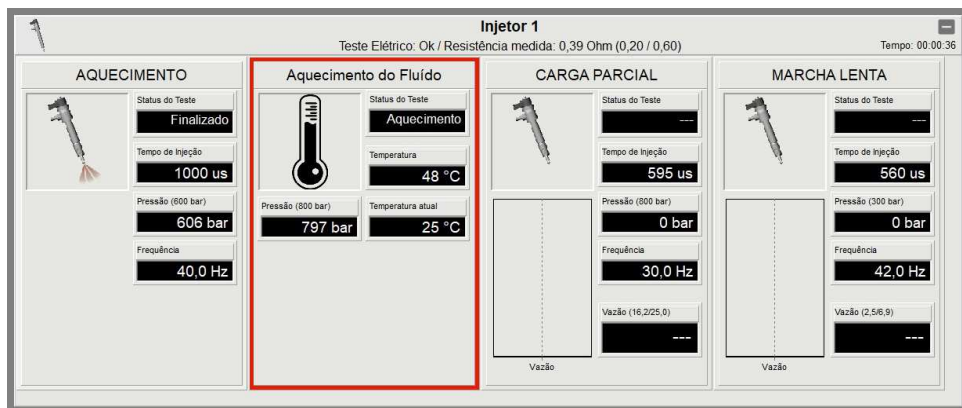 Injetor 1
Teste Elétrico: Ok / Resistência medida: 0,39 Ohm (0,20 / 0,60)
Tempo: 00:00:36
AQUECIMENTO
Status do Teste
Finalizado
Tempo de Injeção
1000 us
Pressão (600 bar)
606 bar
Frequência
40,0 Hz
Aquecimento do Fluído
Status do Teste
Aquecimento
Temperatura
48 °C
Pressão (800 bar)
797 bar
Temperatura atual
25 °C
CARGA PARCIAL
Status do Teste
---
Tempo de Injeção
595 us
Pressão (800 bar)
0 bar
Frequência
30,0 Hz
Vazão (16,2/25,0)
---
Vazão
MARCHA LENTA
Status do Teste
---
Tempo de Injeção
560 us
Pressão (300 bar)
0 bar
Frequência
42,0 Hz
Vazão (2,5/6,9)
---
Vazão